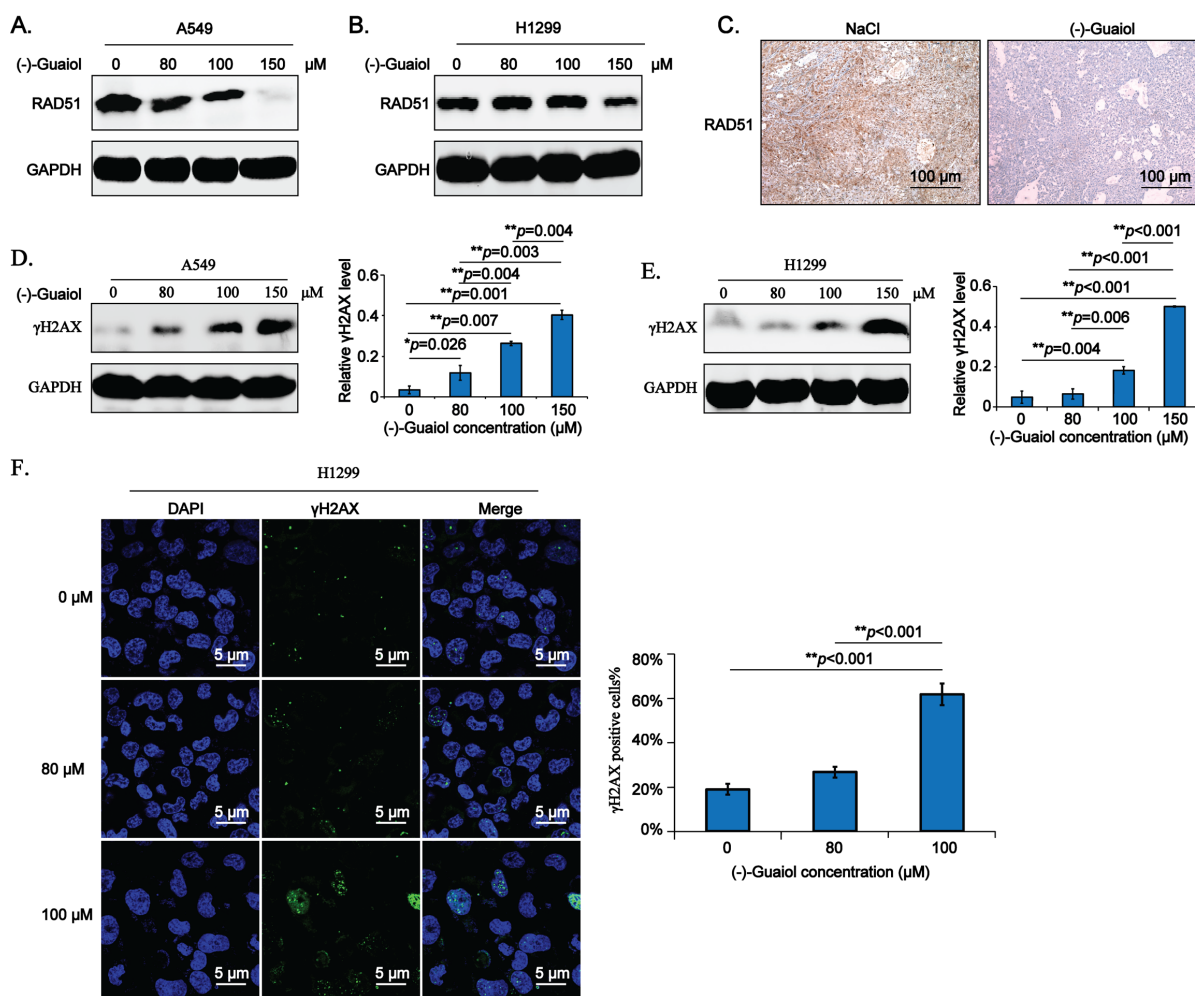 A.
A549
(-)-Guaiol 0 80 100 150 μM
RAD51
GAPDH
B.
H1299
(-)-Guaiol 0 80 100 150 μM
RAD51
GAPDH
C.
NaCl (-)-Guaiol
RAD51
100 μm 100 μm
D.
A549
(-)-Guaiol 0 80 100 150 μM
γH2AX
GAPDH
**p=0.004
**p=0.003
**p=0.004
**p=0.001
**p=0.007
*p=0.026
Relative γH2AX level
0.6
0.4
0.2
0
0 80 100 150
(-)-Guaiol concentration (μM)
E.
H1299
0 80 100 150 μM
γH2AX
GAPDH
**p<0.001
**p<0.001
**p<0.001
**p=0.006
**p=0.004
Relative γH2AX level
0.6
0.4
0.2
0
0 80 100 150
(-)-Guaiol concentration (μM)
F.
H1299
DAPI γH2AX Merge
0 μM
5 μm 5 μm 5 μm
80 μM
5 μm 5 μm 5 μm
100 μM
5 μm 5 μm 5 μm
**p<0.001
**p<0.001
γH2AX positive cells%
80%
60%
40%
20%
0%
0 80 100
(-)-Guaiol concentration (μM)